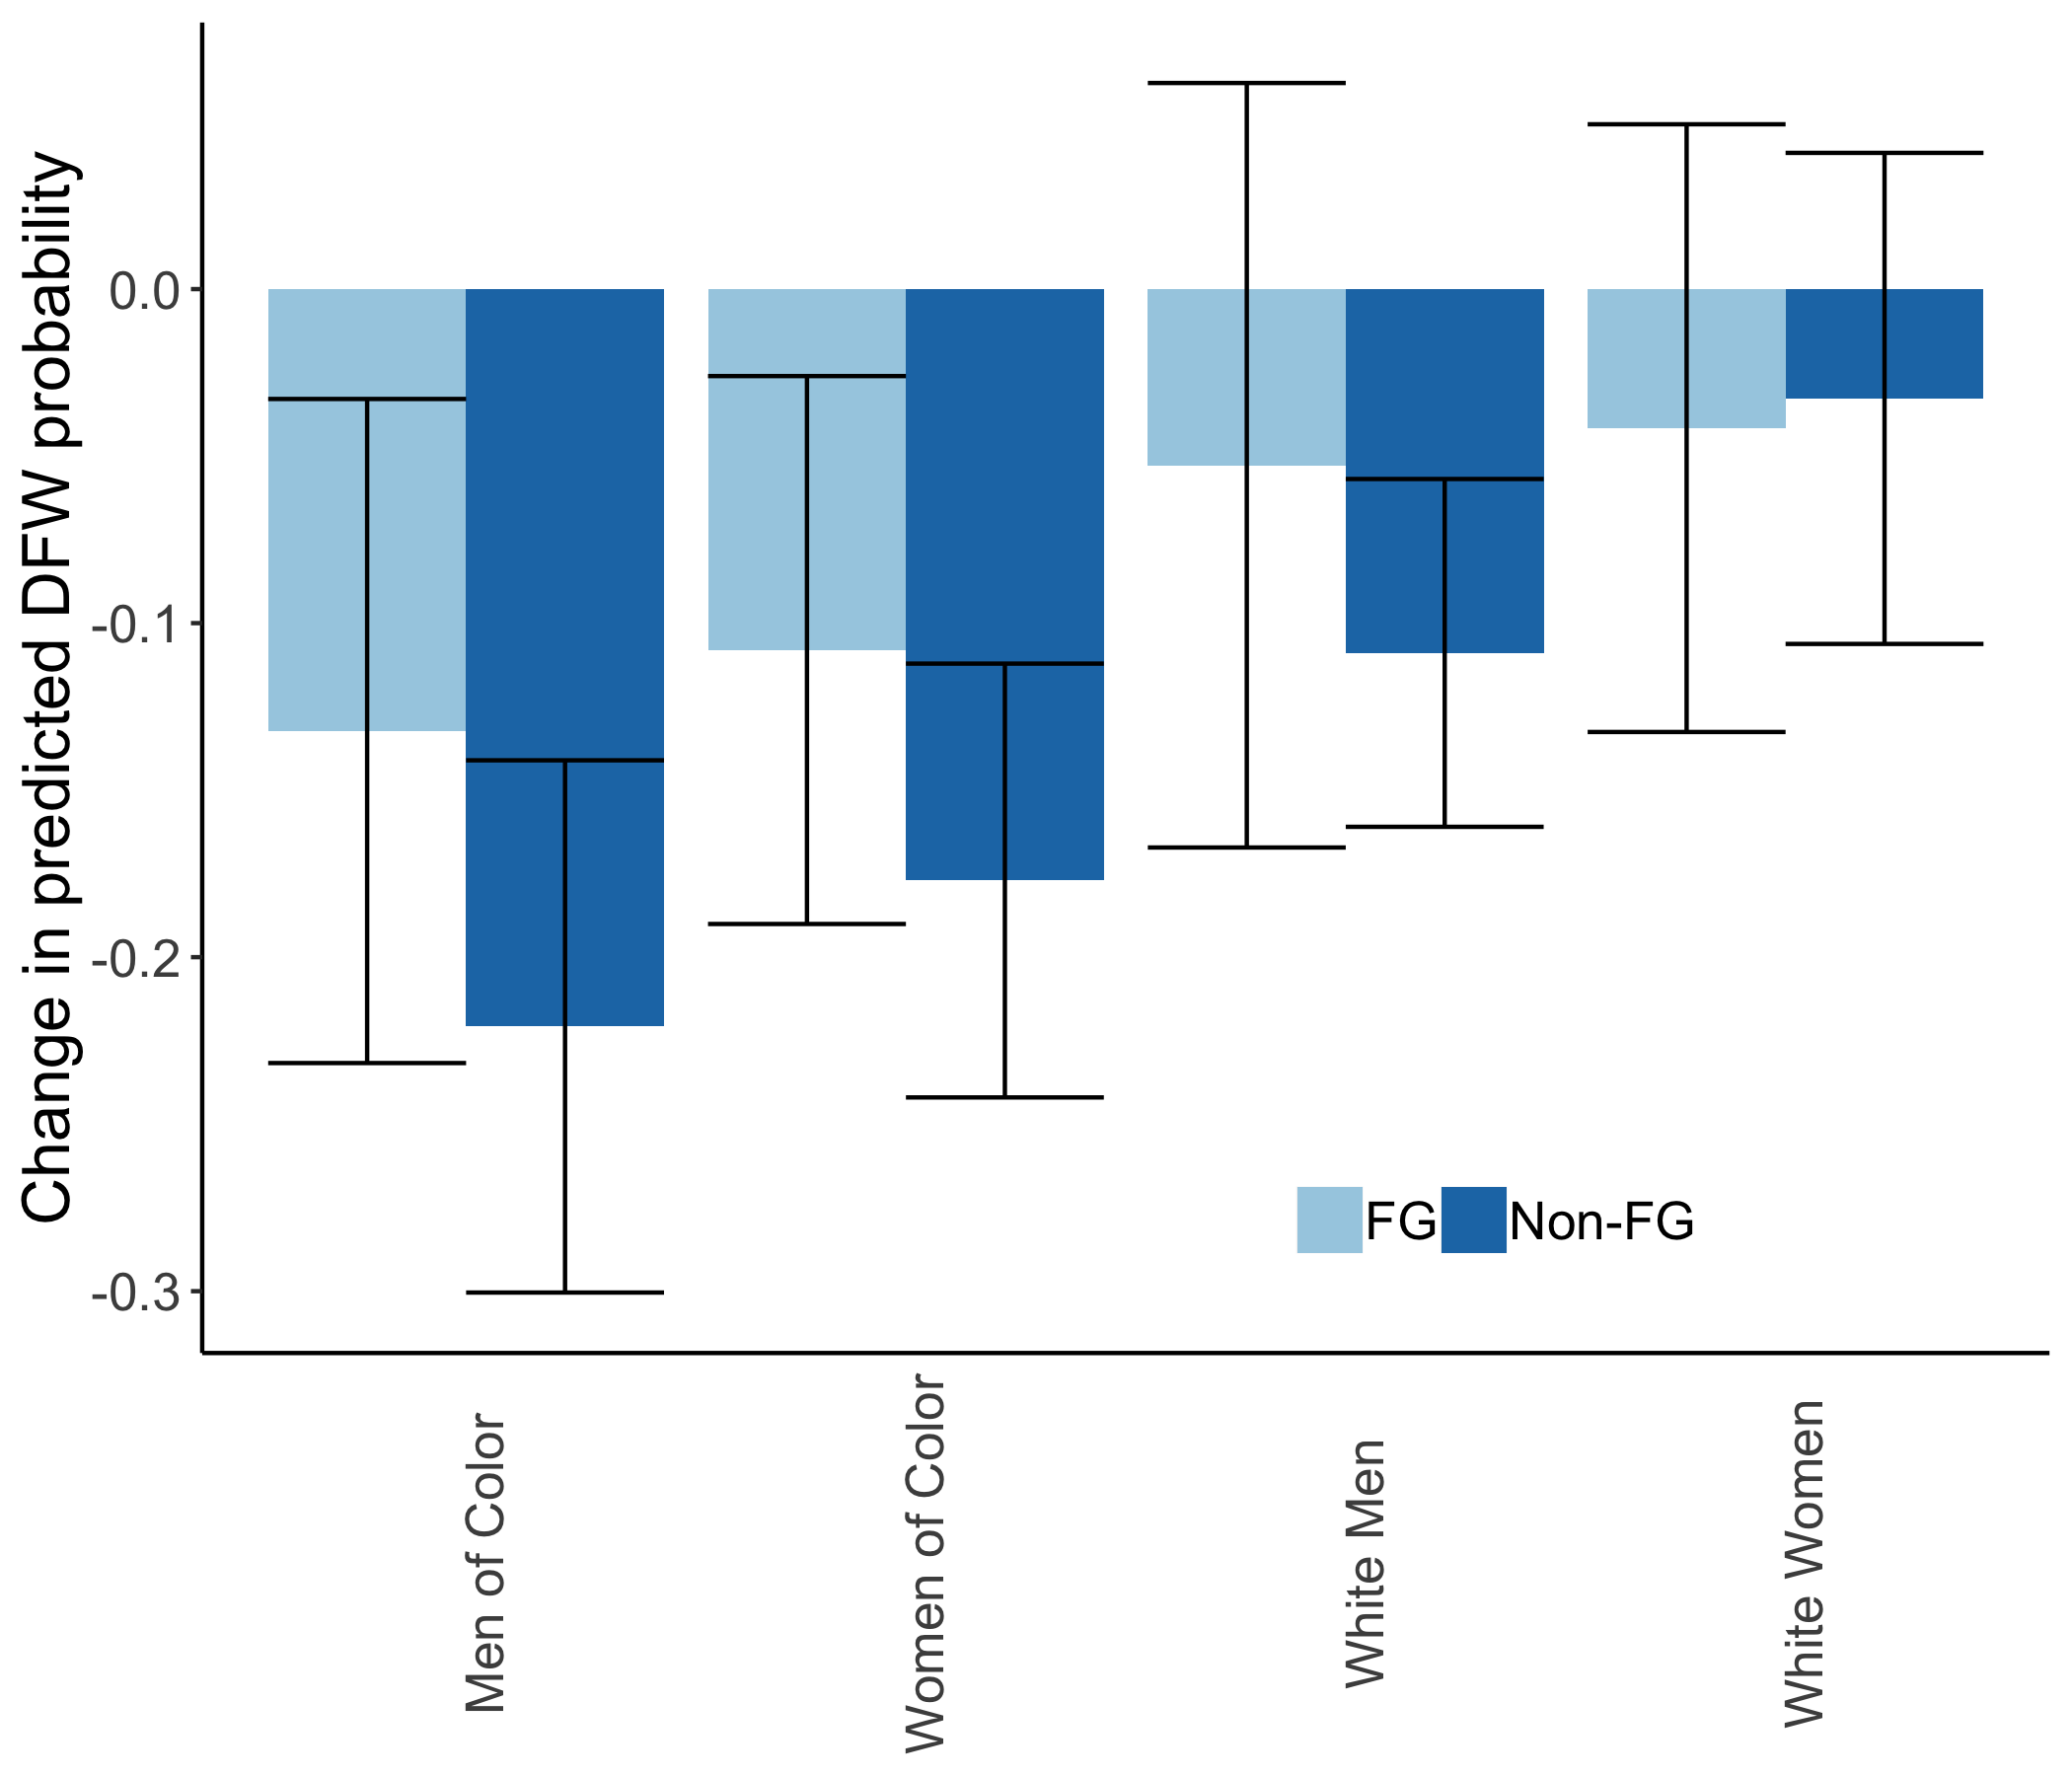 Change in predicted DFW probability
0.0
-0.1
-0.2
-0.3
FG Non-FG
Men of Color
Women of Color
White Men
White Women